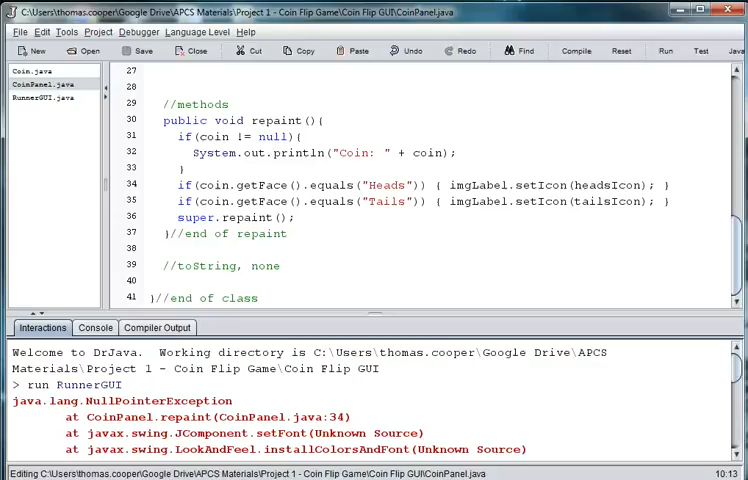 C:\Users\thomas.cooper\Google Drive\APCS Materials\Project 1 - Coin Flip Game\Coin Flip GUI\CoinPanel.java
File Edit Tools Project Debugger Language Level Help
New Open Save Close Cut Copy Paste Undo Redo Find Compile Reset Run Test Java
Coin.java
CoinPanel.java
RunnerGUI.java
27
28
29 //methods
30 public void repaint(){
31 if(coin != null){
32 System.out.println("Coin: " + coin);
33 }
34 if(coin.getFace().equals("Heads")) { imgLabel.setIcon(headsIcon); }
35 if(coin.getFace().equals("Tails")) { imgLabel.setIcon(tailsIcon); }
36 super.repaint();
37 }//end of repaint
38
39 //toString, none
40
41 }//end of class
Interactions Console Compiler Output
Welcome to DrJava. Working directory is C:\Users\thomas.cooper\Google Drive\APCS
Materials\Project 1 - Coin Flip Game\Coin Flip GUI
> run RunnerGUI
java.lang.NullPointerException
at CoinPanel.repaint(CoinPanel.java:34)
at javax.swing.JComponent.setFont(Unknown Source)
at javax.swing.LookAndFeel.installColorsAndFont(Unknown Source)
Editing C:\Users\thomas.cooper\Google Drive\APCS Materials\Project 1 - Coin Flip Game\Coin Flip GUI\CoinPanel.java 10:13